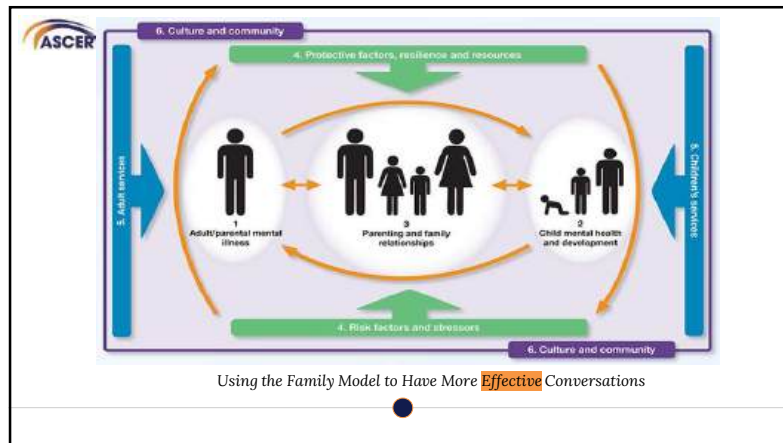 ASCER
6. Culture and community
4. Protective factors, resilience and resources
5. Adult services
5. Children's services
1
Adult/parental mental
illness
3
Parenting and family
relationships
2
Child mental health
and development
4. Risk factors and stressors
6. Culture and community
Using the Family Model to Have More Effective Conversations